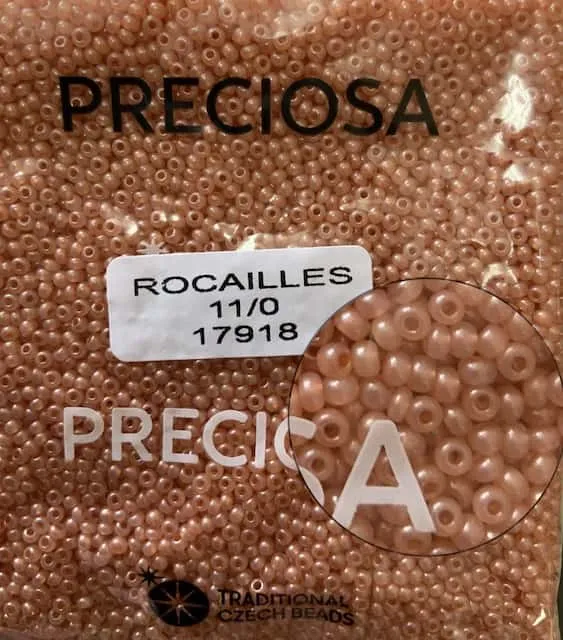 PRECIOSA
ROCAILLES
11/0
17918
PRECIOSA
TRADITIONAL
CZECH BEADS